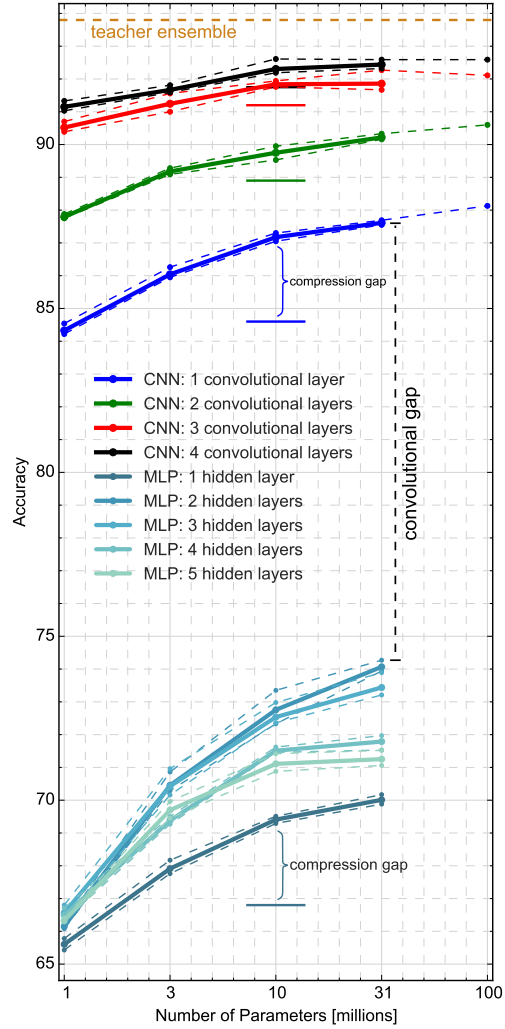 teacher ensemble
90
compression gap
85
CNN: 1 convolutional layer
CNN: 2 convolutional layers
CNN: 3 convolutional layers
CNN: 4 convolutional layers
MLP: 1 hidden layer
MLP: 2 hidden layers
MLP: 3 hidden layers
MLP: 4 hidden layers
MLP: 5 hidden layers
convolutional gap
80
Accuracy
75
70
compression gap
65
1 3 10 31 100
Number of Parameters [millions]